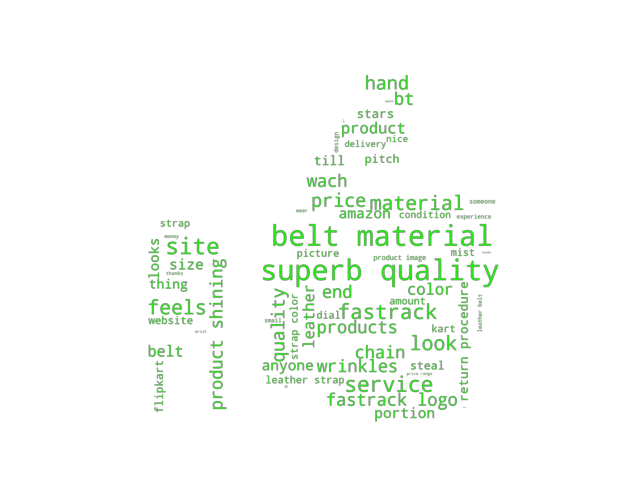 hand
bt
stars
product
design
nice
delivery
till
pitch
wach
price
material
someone
wear
amazon
condition
experience
strap
belt material
money
looks
site
picture
product image
mist
size
superb quality
thanks
thing
product shining
quality
strap color
leather
end
color
amount
return procedure
leather belt
feels
fastrack
website
small
dial
products
kart
wrist
belt
chain
look
flipkart
anyone
wrinkles
steal
leather strap
service
price range
fastrack logo
portion